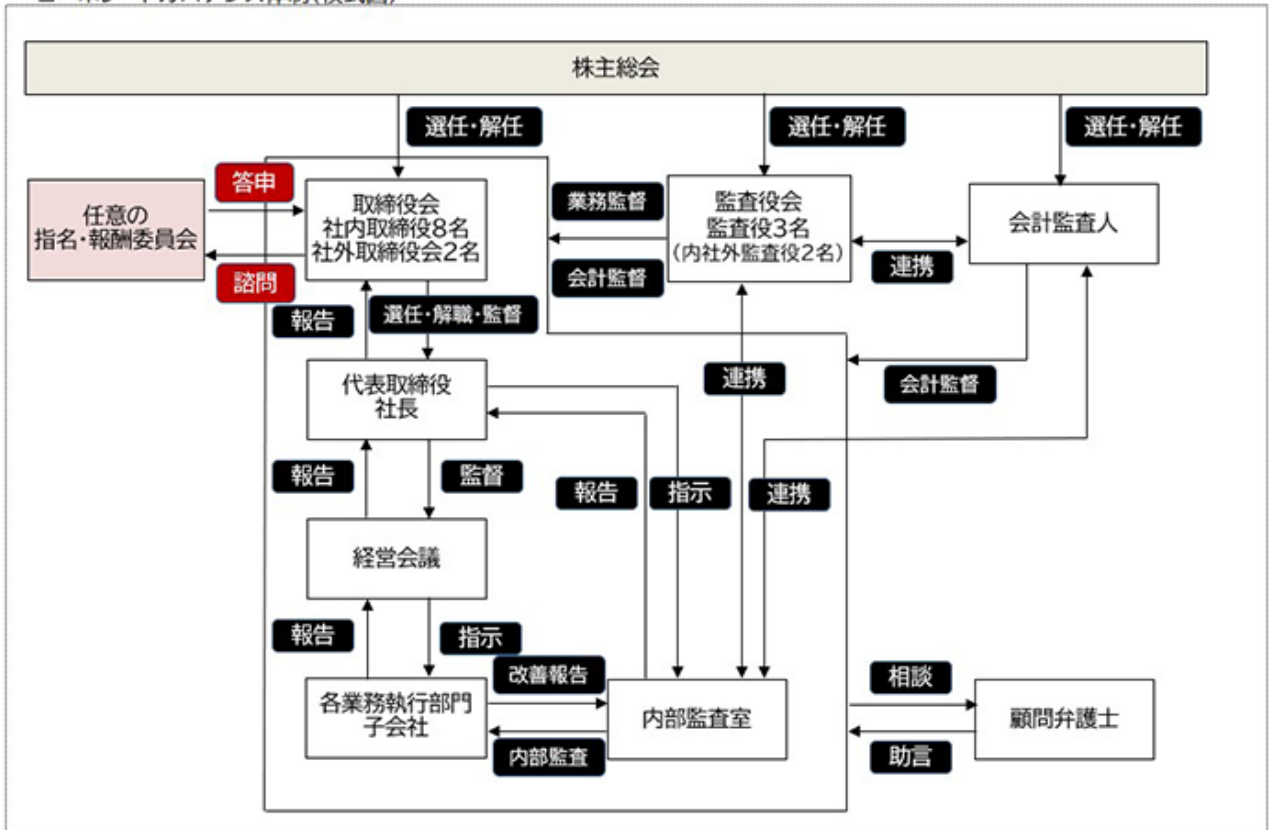 株主総会
選任・解任
選任・解任
選任・解任
答申
任意の
指名・報酬委員会
諮問
取締役会
社内取締役8名
社外取締役会2名
業務監督
会計監督
監査役会
監査役3名
(内社外監査役2名)
連携
会計監査人
報告
選任・解職・監督
代表取締役
社長
連携
会計監督
報告
監督
報告
指示
連携
経営会議
報告
指示
改善報告
各業務執行部門
子会社
内部監査
内部監査室
相談
助言
顧問弁護士